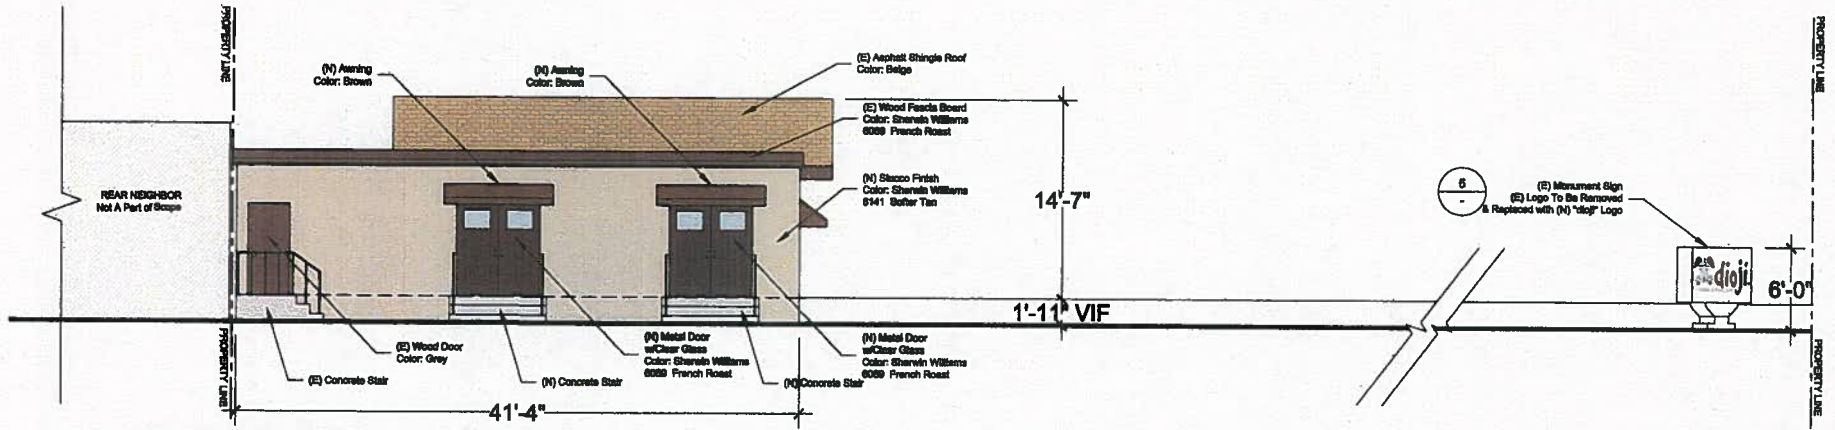 PROPERTY LINE
PROPERTY LINE
(N) Awning
Color: Brown
(N) Awning
Color: Brown
(E) Asphalt Shingle Roof
Color: Beige
(E) Wood Fascia Board
Color: Sherwin Williams
6069 French Roast
(N) Stucco Finish
Color: Sherwin Williams
6141 Softer Tan
REAR NEIGHBOR
Not A Part of Scope
14'-7"
6
-
(E) Monument Sign
(E) Logo To Be Removed
& Replaced with (N) "dioji" Logo
dioji
6'-0"
1'-11" VIF
(E) Wood Door
Color: Grey
(E) Concrete Stair
(N) Concrete Stair
(N) Metal Door
w/Clear Glass
Color: Sherwin Williams
6069 French Roast
(N) Concrete Stair
(N) Metal Door
w/Clear Glass
Color: Sherwin Williams
6069 French Roast
PROPERTY LINE
PROPERTY LINE
41'-4"